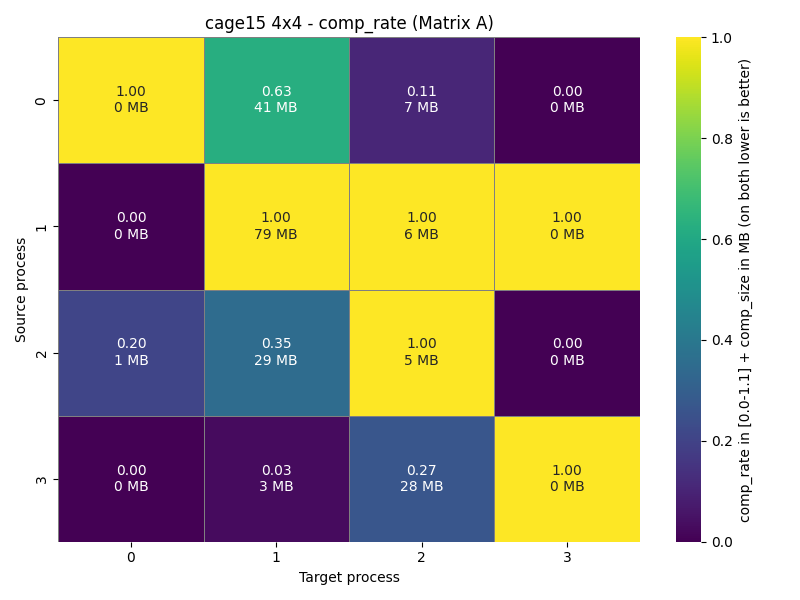 cage15 4x4 - comp_rate (Matrix A)
Source process
0
1.00
0 MB
0.63
41 MB
0.11
7 MB
0.00
0 MB
1
0.00
0 MB
1.00
79 MB
1.00
6 MB
1.00
0 MB
2
0.20
1 MB
0.35
29 MB
1.00
5 MB
0.00
0 MB
3
0.00
0 MB
0.03
3 MB
0.27
28 MB
1.00
0 MB
0
1
2
3
Target process
1.0
0.8
0.6
0.4
0.2
0.0
comp_rate in [0.0-1.1] + comp_size in MB (on both lower is better)